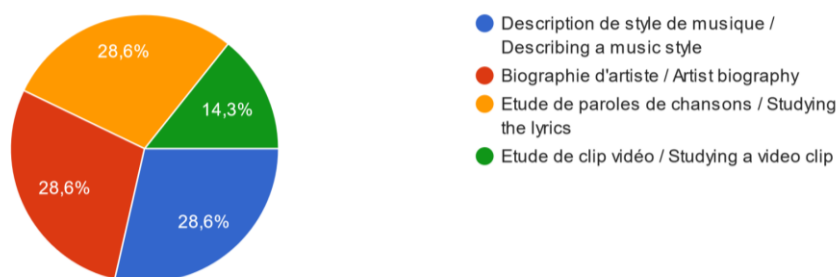 28,6%
14,3%
28,6%
28,6%
Description de style de musique /
Describing a music style
Biographie d'artiste / Artist biography
Etude de paroles de chansons / Studying
the lyrics
Etude de clip vidéo / Studying a video clip